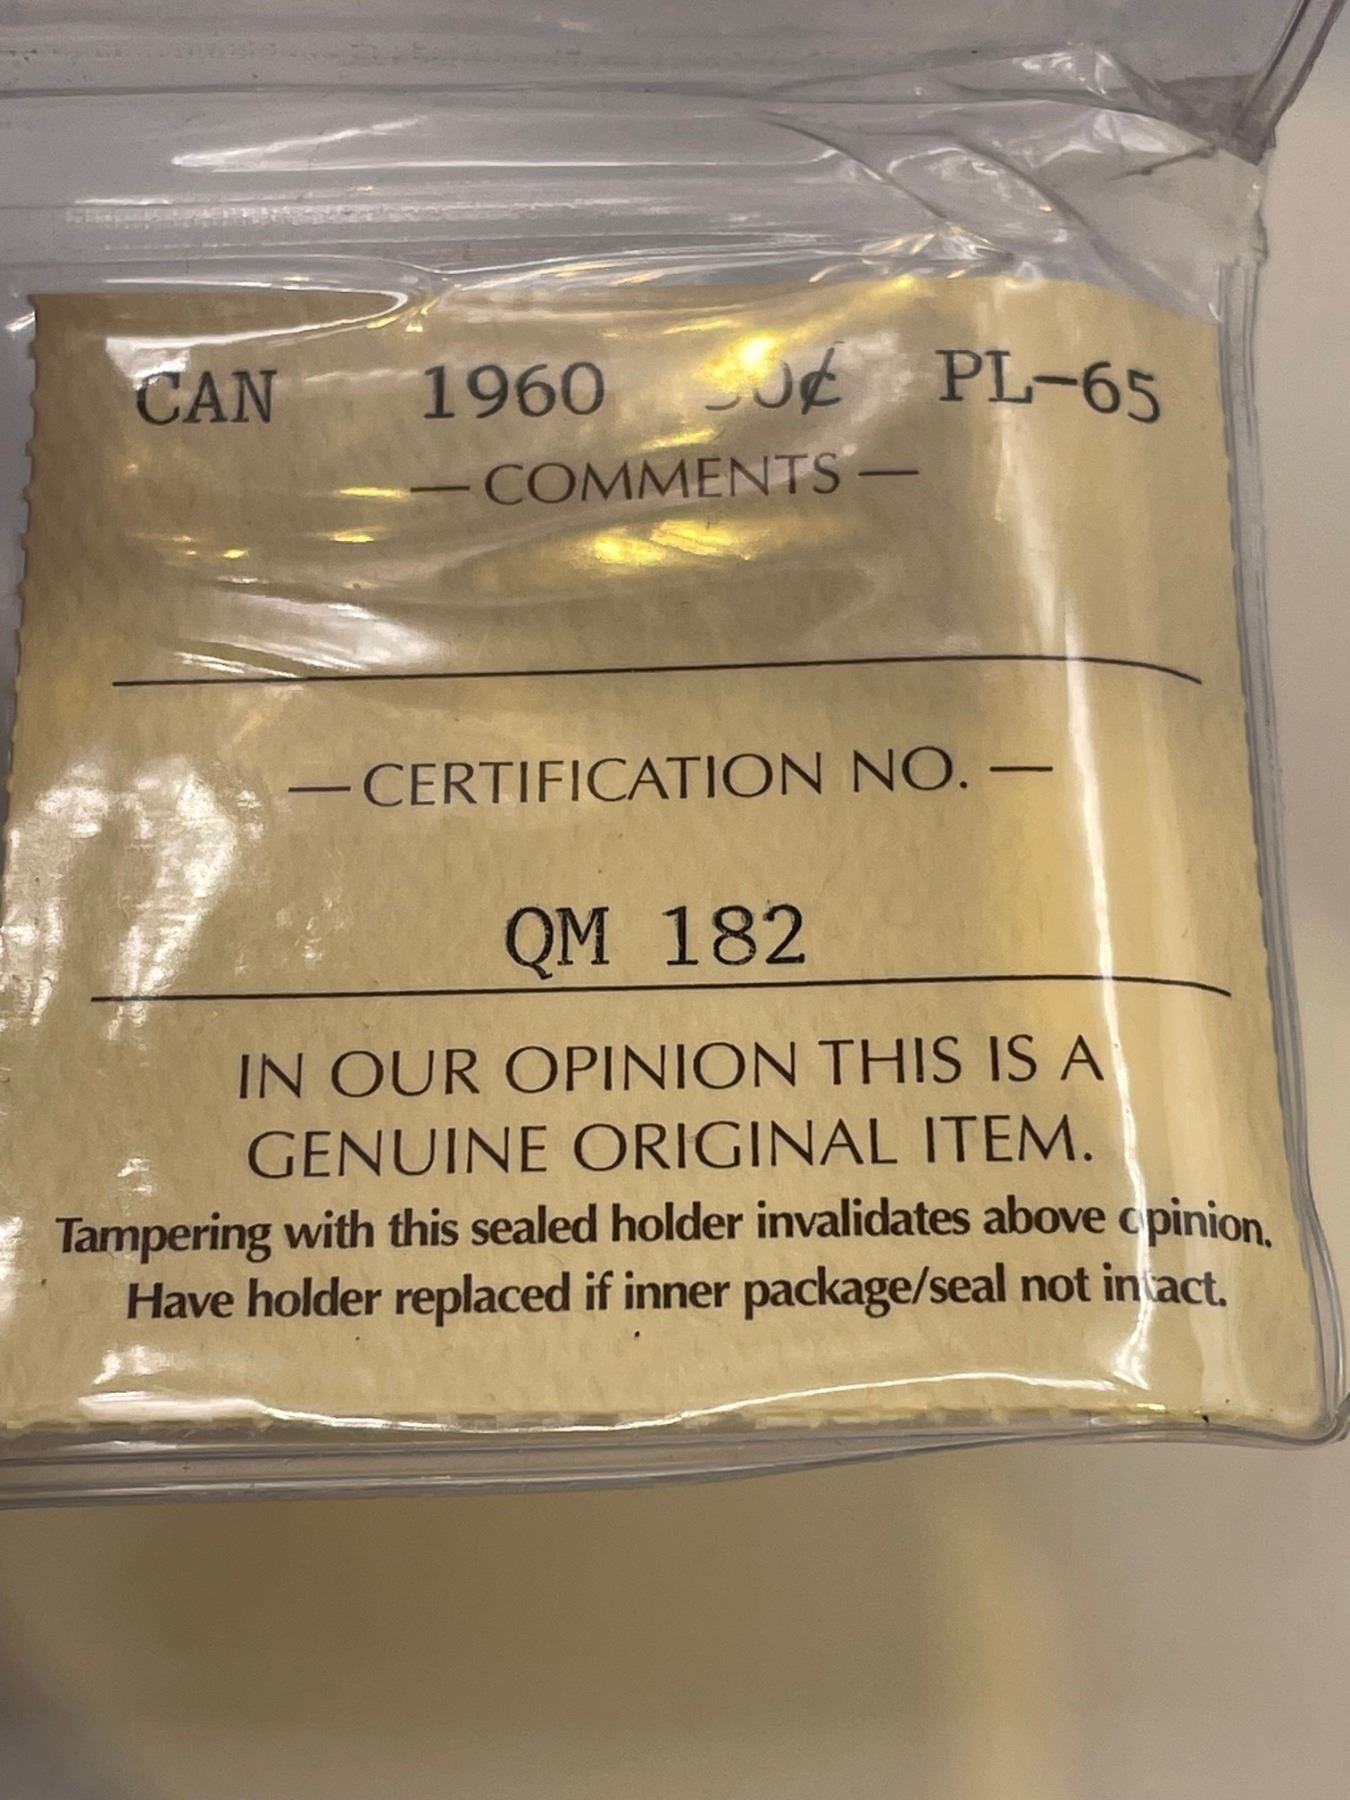 CAN 1960 50¢ PL-65
— COMMENTS —
— CERTIFICATION NO. —
QM 182
IN OUR OPINION THIS IS A
GENUINE ORIGINAL ITEM.
Tampering with this sealed holder invalidates above opinion.
Have holder replaced if inner package/seal not intact.